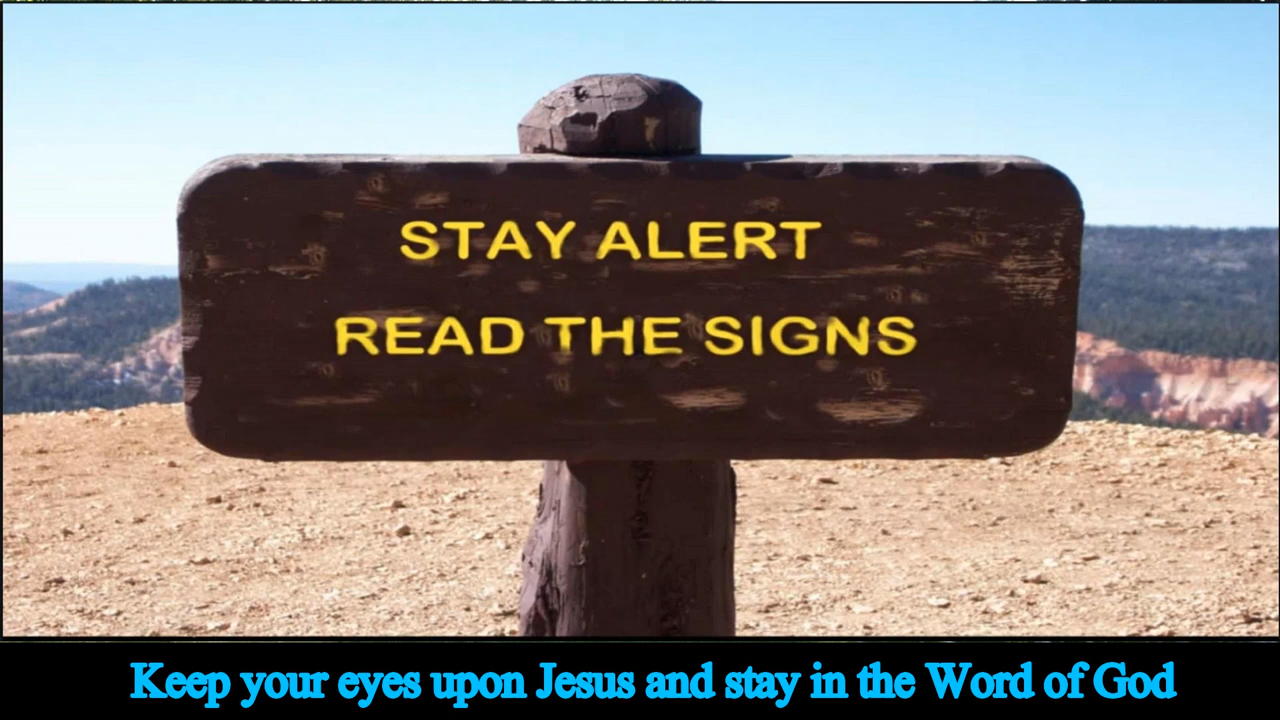 STAY ALERT
READ THE SIGNS
Keep your eyes upon Jesus and stay in the Word of God